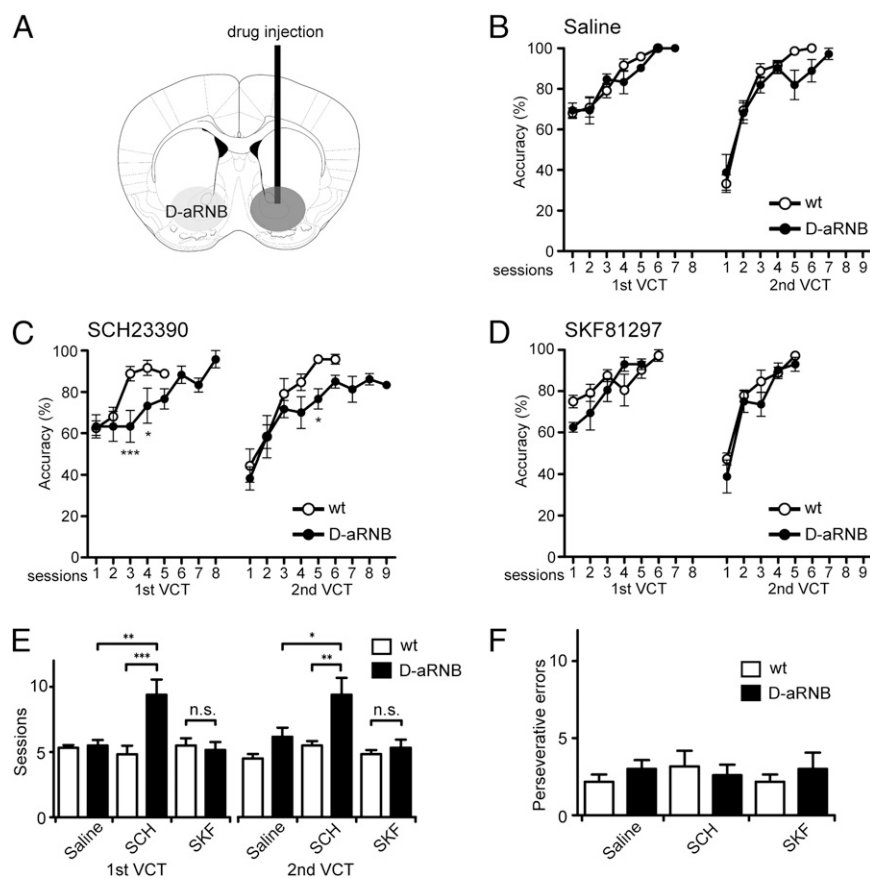 A
drug injection
D-aRNB
B
Saline
Accuracy (%)
100
80
60
40
20
0
wt
D-aRNB
sessions
1 2 3 4 5 6 7 8
1 2 3 4 5 6 7 8 9
1st VCT
2nd VCT
C
SCH23390
Accuracy (%)
100
80
60
40
20
0
*** * *
wt
D-aRNB
sessions
1 2 3 4 5 6 7 8
1 2 3 4 5 6 7 8 9
1st VCT
2nd VCT
D
SKF81297
Accuracy (%)
100
80
60
40
20
0
wt
D-aRNB
sessions
1 2 3 4 5 6 7 8
1 2 3 4 5 6 7 8 9
1st VCT
2nd VCT
E
Sessions
10
5
0
** *** n.s.
* ** n.s.
wt
D-aRNB
Saline SCH SKF
Saline SCH SKF
1st VCT
2nd VCT
F
Perseverative errors
10
5
0
wt
D-aRNB
Saline SCH SKF